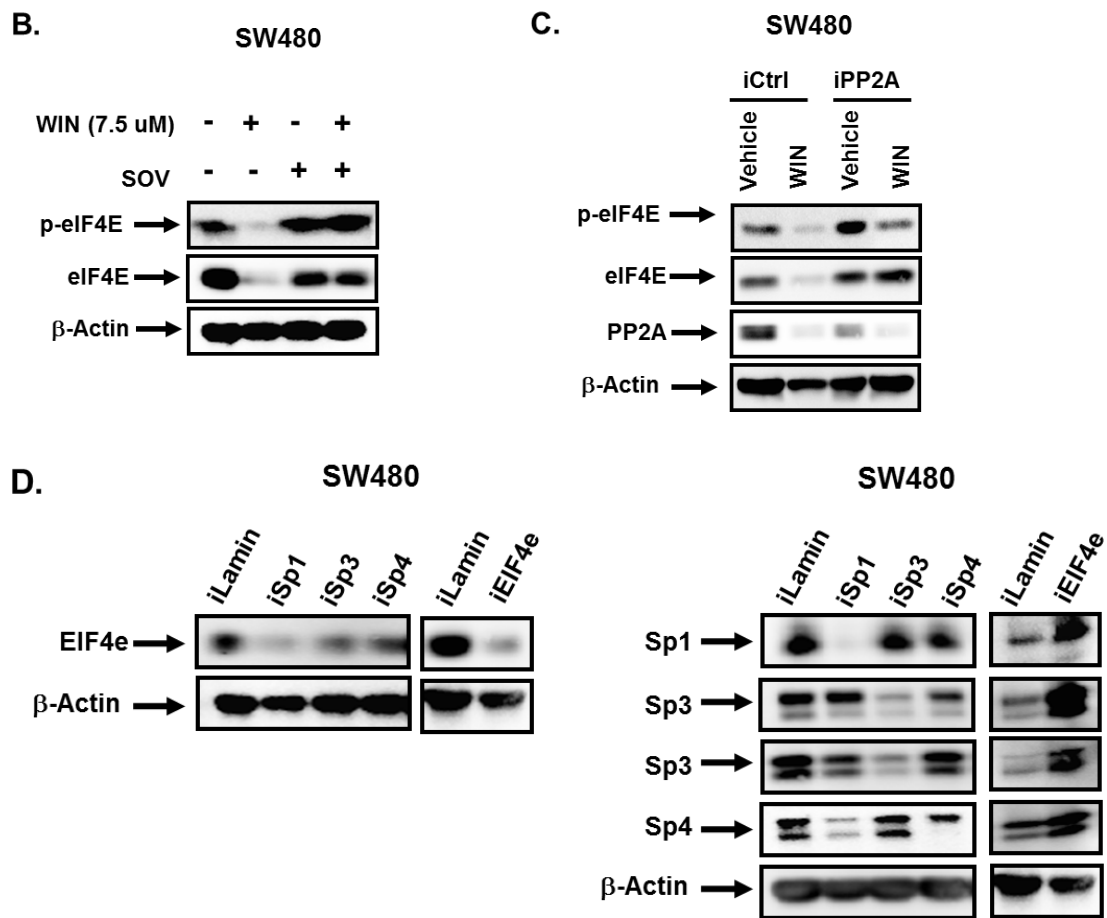 B.
SW480
WIN (7.5 uM) - + - +
SOV - - + +
p-eIF4E
eIF4E
β-Actin
C.
SW480
iCtrl iPP2A
Vehicle WIN Vehicle WIN
p-eIF4E
eIF4E
PP2A
β-Actin
D.
SW480
iLamin iSp1 iSp3 iSp4 iLamin iEIF4e
EIF4e
β-Actin
SW480
iLamin iSp1 iSp3 iSp4 iLamin iEIF4e
Sp1
Sp3
Sp3
Sp4
β-Actin